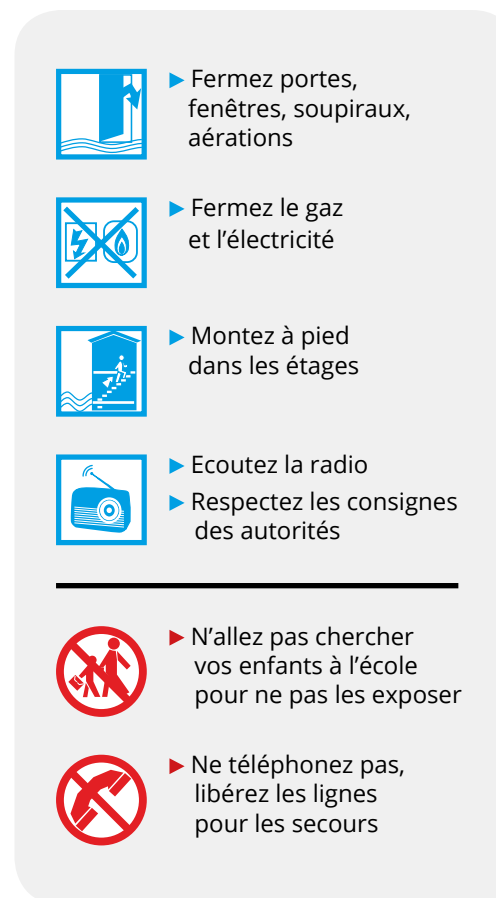 ▶ Fermez portes,
fenêtres, soupiraux,
aérations
▶ Fermez le gaz
et l’électricité
▶ Montez à pied
dans les étages
▶ Ecoutez la radio
▶ Respectez les consignes
des autorités
▶ N’allez pas chercher
vos enfants à l’école
pour ne pas les exposer
▶ Ne téléphonez pas,
libérez les lignes
pour les secours